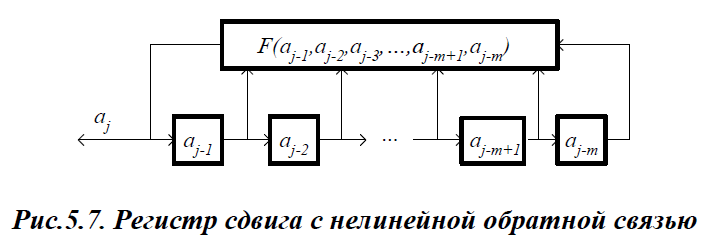 F(a_{j-1},a_{j-2},a_{j-3},...,a_{j-m+1},a_{j-m})
a_j
a_{j-1} a_{j-2} ... a_{j-m+1} a_{j-m}
Рис.5.7. Регистр сдвига с нелинейной обратной связью